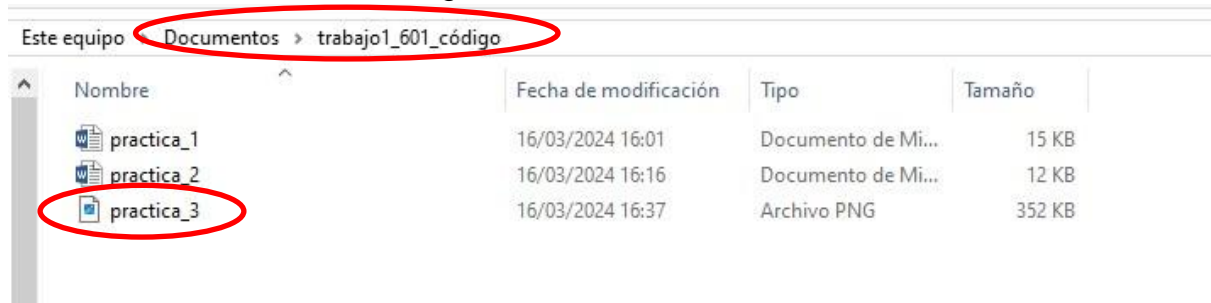 Este equipo > Documentos > trabajo1_601_código
Nombre Fecha de modificación Tipo Tamaño
practica_1 16/03/2024 16:01 Documento de Mi... 15 KB
practica_2 16/03/2024 16:16 Documento de Mi... 12 KB
practica_3 16/03/2024 16:37 Archivo PNG 352 KB